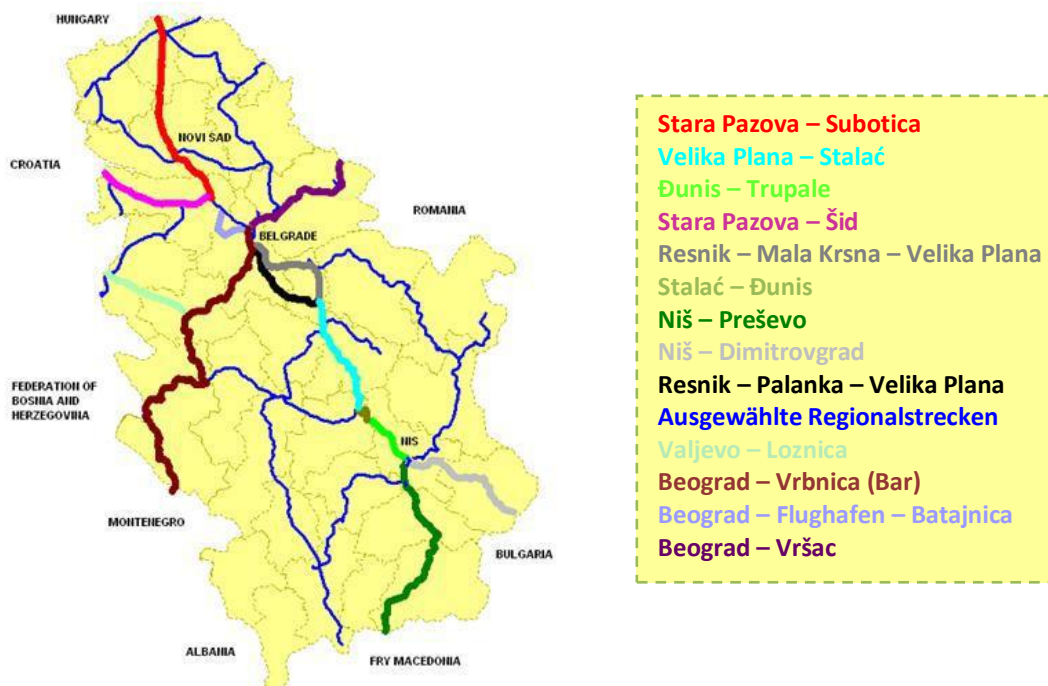 HUNGARY
NOVI SAD
CROATIA
ROMANIA
BELGRADE
FEDERATION OF
BOSNIA AND
HERZEGOVINA
NIS
MONTENEGRO
BULGARIA
ALBANIA
FRY MACEDONIA
Stara Pazova – Subotica
Velika Plana – Stalać
Đunis – Trupale
Stara Pazova – Šid
Resnik – Mala Krsna – Velika Plana
Stalać – Đunis
Niš – Preševo
Niš – Dimitrovgrad
Resnik – Palanka – Velika Plana
Ausgewählte Regionalstrecken
Valjevo – Loznica
Beograd – Vrbnica (Bar)
Beograd – Flughafen – Batajnica
Beograd – Vršac